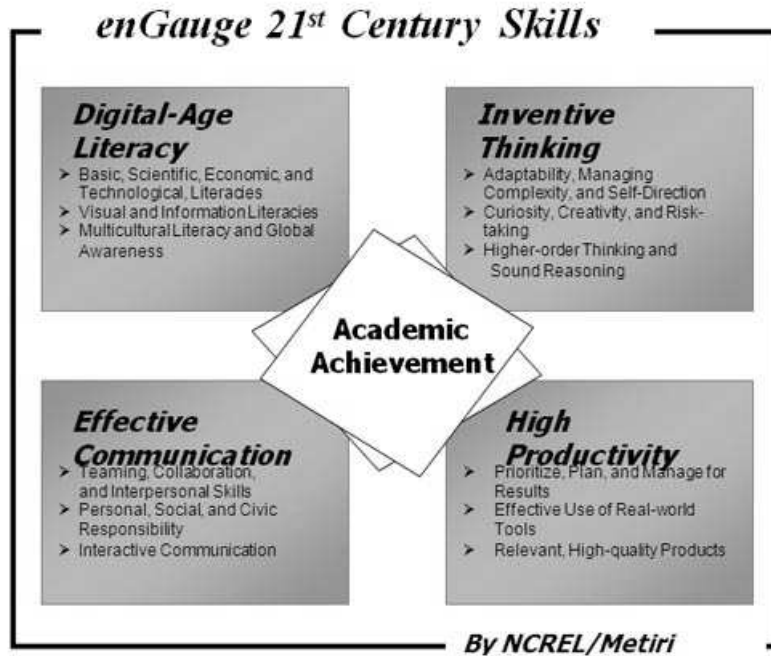 enGauge 21st Century Skills
Digital-Age
Literacy
➤ Basic, Scientific, Economic, and
Technological, Literacies
➤ Visual and Information Literacies
➤ Multicultural Literacy and Global
Awareness
Inventive
Thinking
➤ Adaptability, Managing
Complexity, and Self-Direction
➤ Curiosity, Creativity, and Risk-
taking
➤ Higher-order Thinking and
Sound Reasoning
Academic
Achievement
Effective
Communication
➤ Teaming, Collaboration,
and Interpersonal Skills
➤ Personal, Social, and Civic
Responsibility
➤ Interactive Communication
High
Productivity
➤ Prioritize, Plan, and Manage for
Results
➤ Effective Use of Real-world
Tools
➤ Relevant, High-quality Products
By NCREL/Metiri